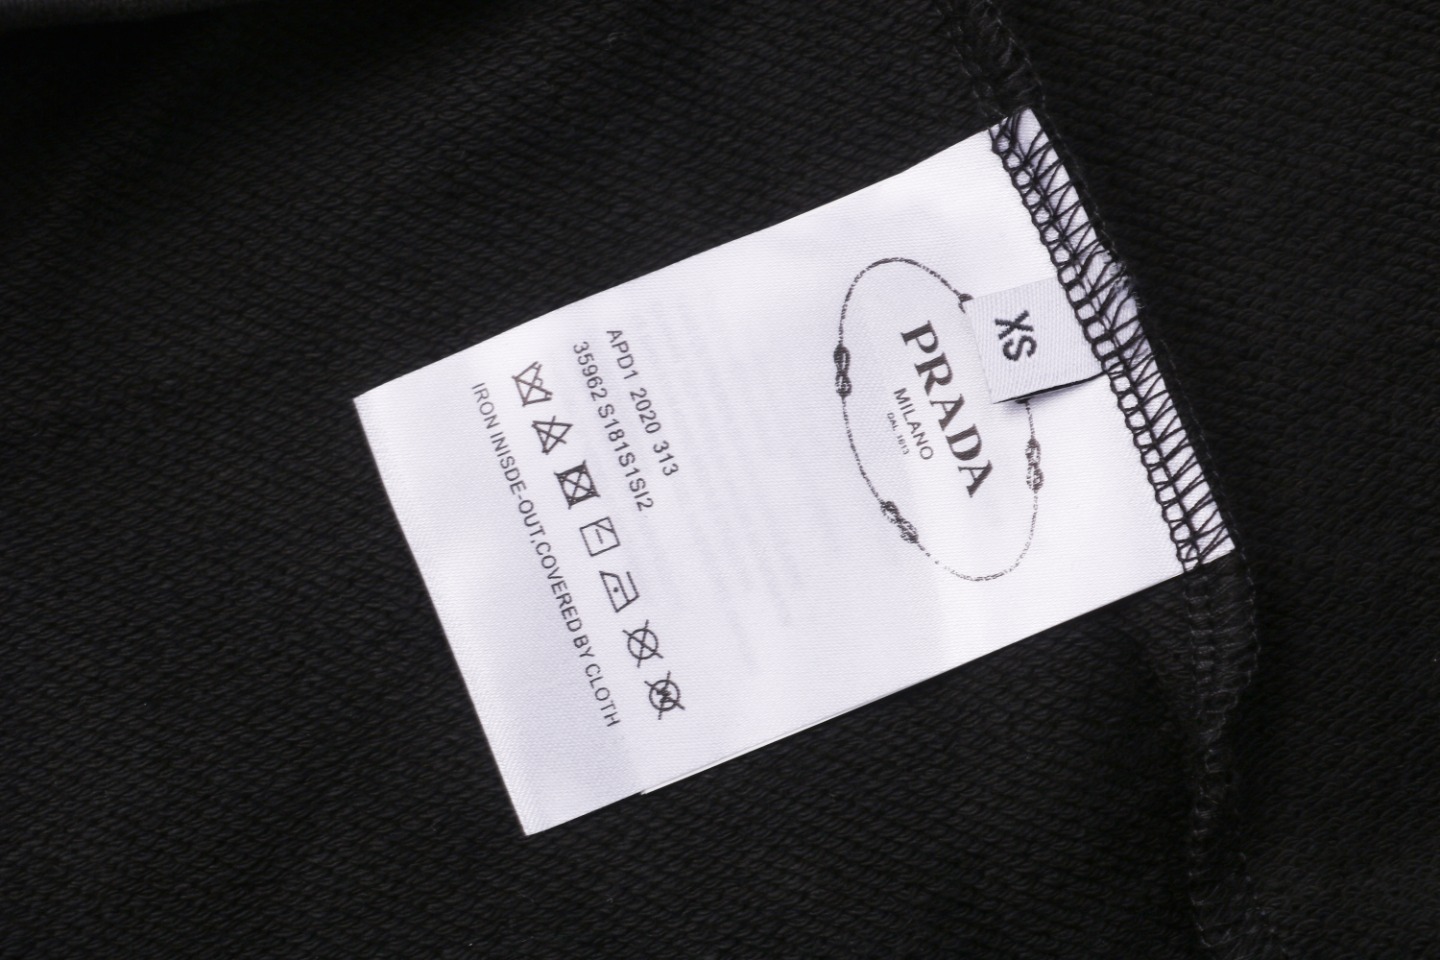 XS
PRADA
MILANO
DAL 1913
APD1 2020 313
35962 S181S1SI2
IRON INISDE-OUT,COVERED BY CLOTH